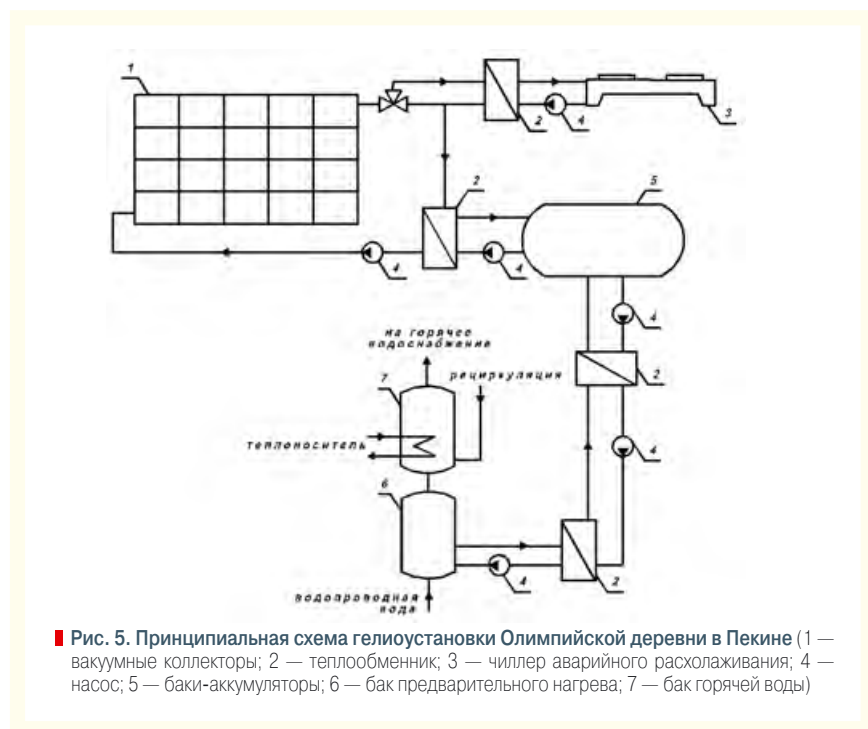 1
2
4
3
2
5
4
4
4
на горячее
водоснабжение
7
рециркуляция
2
теплоноситель
4
6
4
2
водопроводная
вода
Рис. 5. Принципиальная схема гелиоустановки Олимпийской деревни в Пекине (1 —
вакуумные коллекторы; 2 — теплообменник; 3 — чиллер аварийного расхолаживания; 4 —
насос; 5 — баки-аккумуляторы; 6 — бак предварительного нагрева; 7 — бак горячей воды)